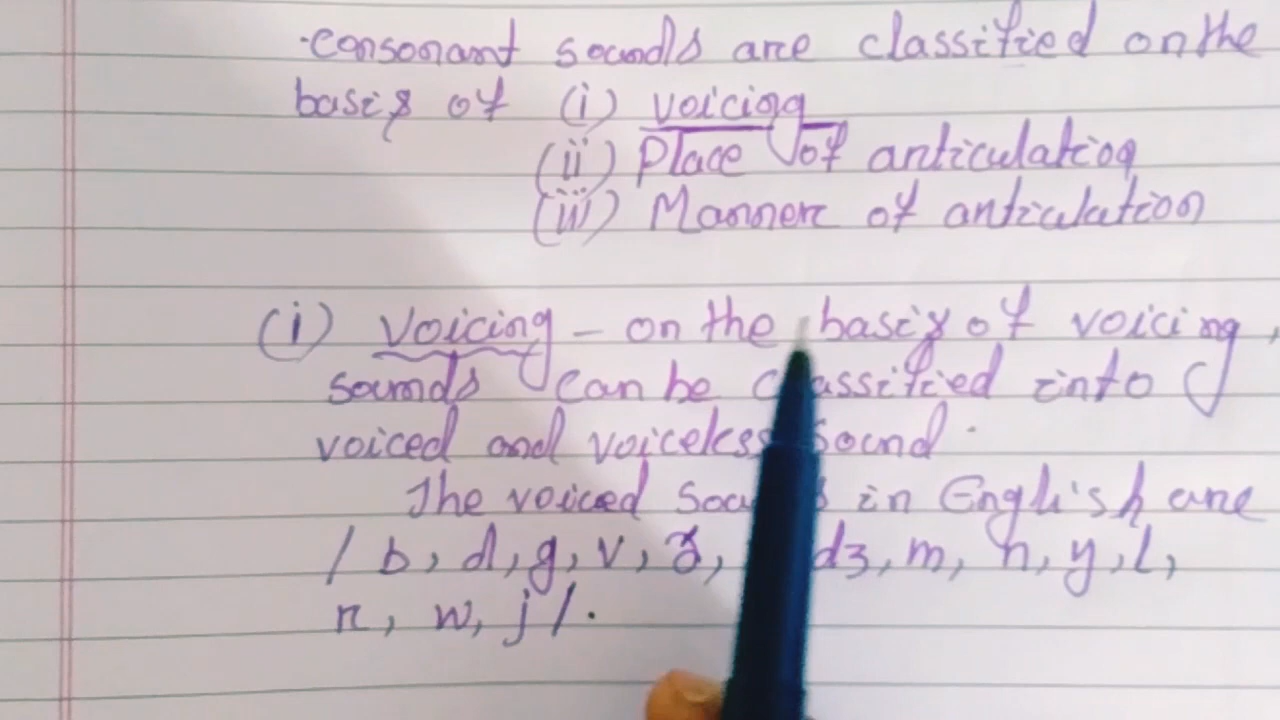 ·consonant sounds are classified on the
basis of (i) voicing
(ii) Place of articulation
(iii) Manner of articulation
(i) Voicing – on the basis of voicing,
sounds can be classified into
voiced and voiceless sound.
The voiced sounds in English are
/ b, d, g, v, z, dʒ, m, n, y, l,
r, w, j /.